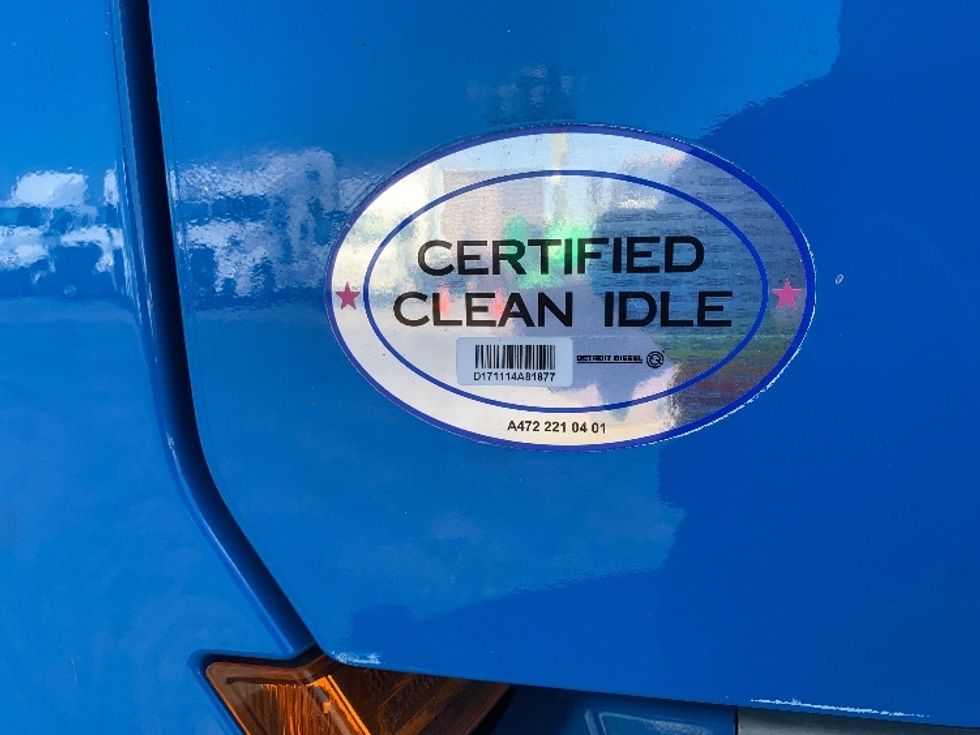 CERTIFIED
CLEAN IDLE
DETROIT DIESEL
D171114A81877
A472 221 04 01